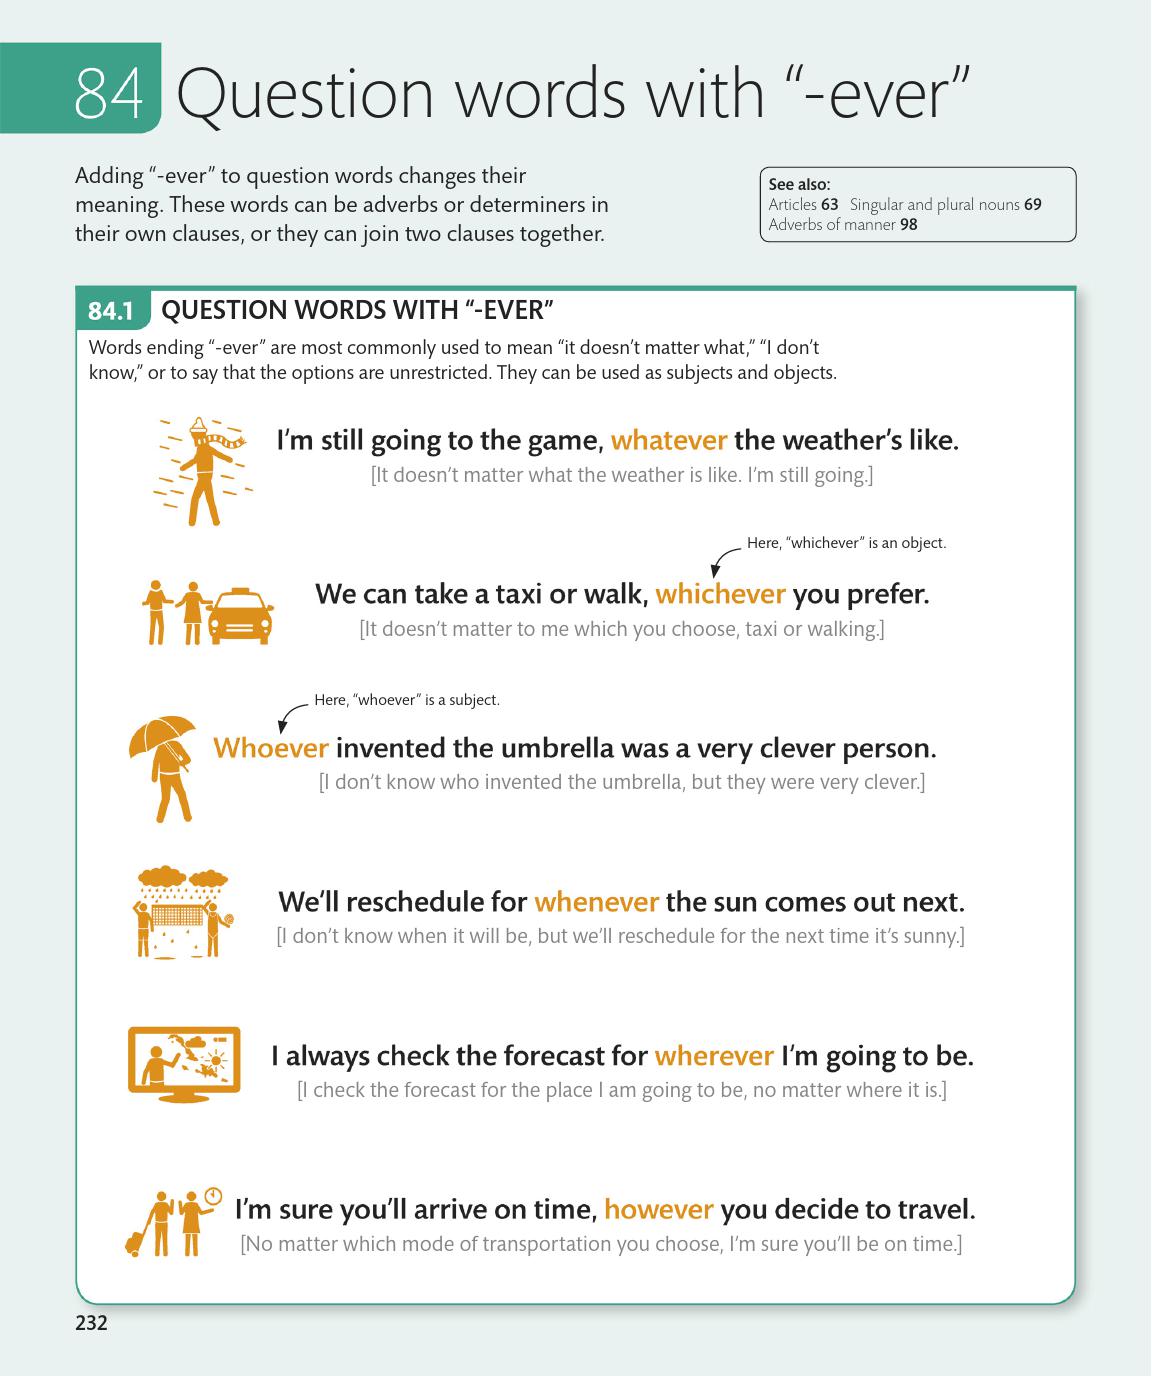 84 Question words with “-ever”
Adding “-ever” to question words changes their
meaning. These words can be adverbs or determiners in
their own clauses, or they can join two clauses together.
See also:
Articles 63 Singular and plural nouns 69
Adverbs of manner 98
84.1 QUESTION WORDS WITH “-EVER”
Words ending “-ever” are most commonly used to mean “it doesn’t matter what,” “I don’t
know,” or to say that the options are unrestricted. They can be used as subjects and objects.
I’m still going to the game, whatever the weather’s like.
[It doesn’t matter what the weather is like. I’m still going.]
Here, “whichever” is an object.
We can take a taxi or walk, whichever you prefer.
[It doesn’t matter to me which you choose, taxi or walking.]
Here, “whoever” is a subject.
Whoever invented the umbrella was a very clever person.
[I don’t know who invented the umbrella, but they were very clever.]
We’ll reschedule for whenever the sun comes out next.
[I don’t know when it will be, but we’ll reschedule for the next time it’s sunny.]
I always check the forecast for wherever I’m going to be.
[I check the forecast for the place I am going to be, no matter where it is.]
I’m sure you’ll arrive on time, however you decide to travel.
[No matter which mode of transportation you choose, I’m sure you’ll be on time.]
232